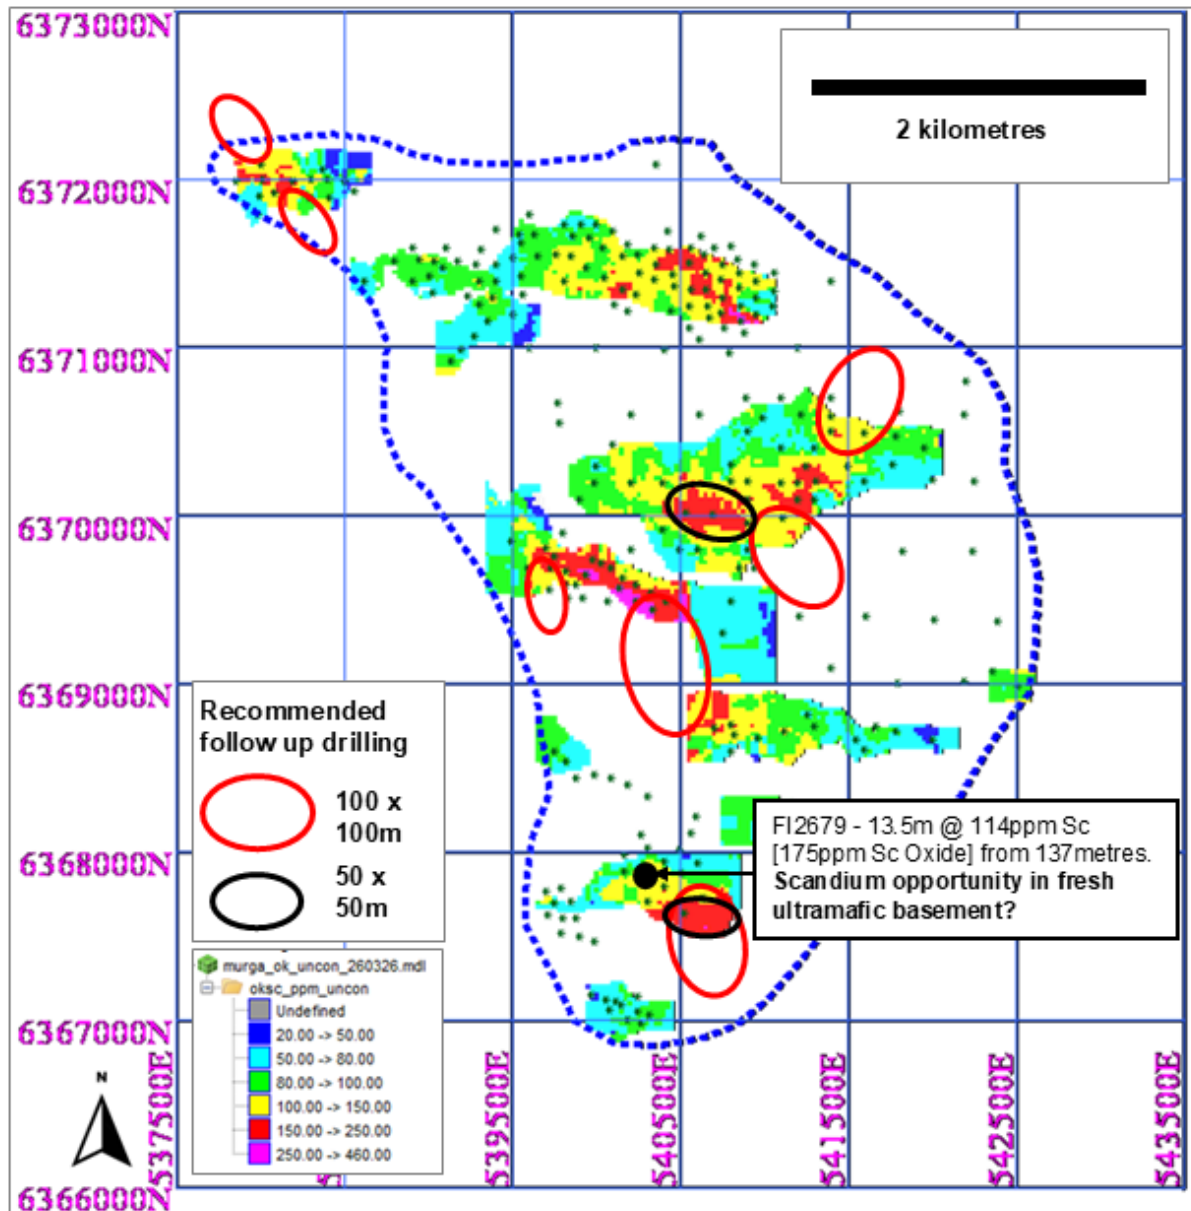 6373000N
2 kilometres
6372000N
6371000N
6370000N
6369000N
Recommended
follow up drilling
100 x
100m
50 x
50m
FI2679 - 13.5m @ 114ppm Sc
[175ppm Sc Oxide] from 137metres.
Scandium opportunity in fresh
ultramafic basement?
6368000N
murga_ok_uncon_260326.mdl
oksc_ppm_uncon
Undefined
20.00 -> 50.00
50.00 -> 80.00
80.00 -> 100.00
100.00 -> 150.00
150.00 -> 250.00
250.00 -> 460.00
6367000N
N
6366000N
537500E
539500E
540500E
541500E
542500E
543500E